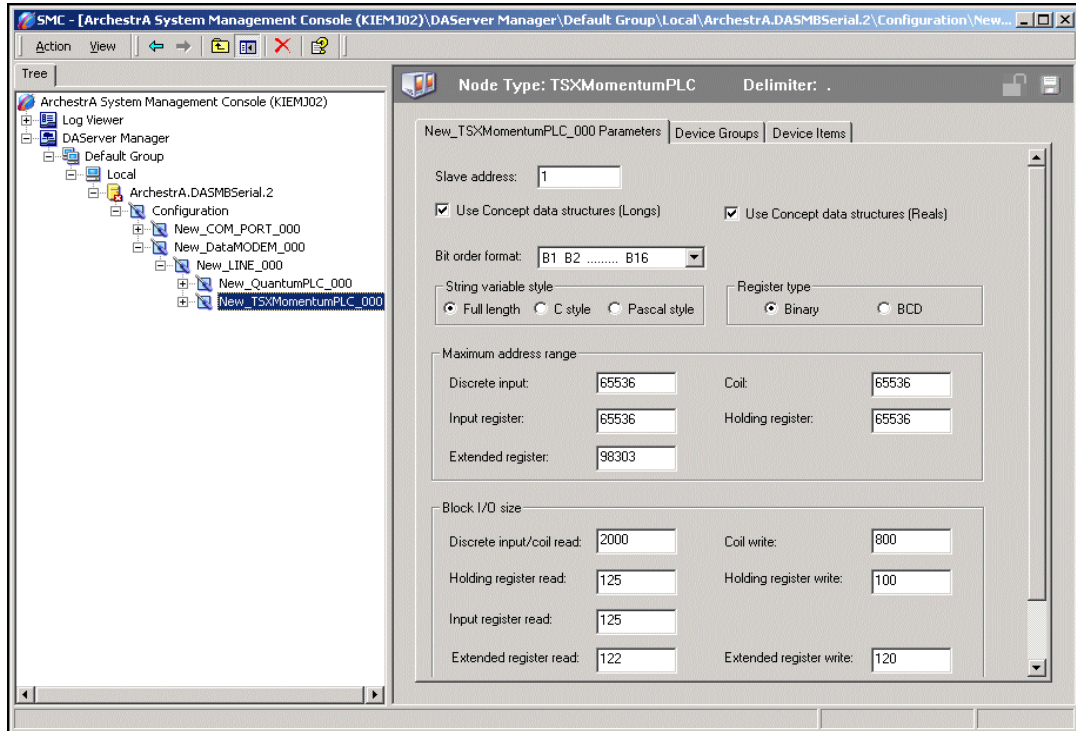 SMC - [ArchestrA System Management Console (KIEMJ02)\DAServer Manager\Default Group\Local\ArchestrA.DASMBSerial.2\Configuration\New...
Action View
Tree
ArchestrA System Management Console (KIEMJ02)
Log Viewer
DAServer Manager
Default Group
Local
ArchestrA.DASMBSerial.2
Configuration
New_COM_PORT_000
New_DataMODEM_000
New_LINE_000
New_QuantumPLC_000
New_TSXMomentumPLC_000
Node Type: TSXMomentumPLC Delimiter: .
New_TSXMomentumPLC_000 Parameters Device Groups Device Items
Slave address: 1
Use Concept data structures (Longs) Use Concept data structures (Reals)
Bit order format: B1 B2 ........ B16
String variable style Register type
Full length C style Pascal style Binary BCD
Maximum address range
Discrete input: 65536 Coil: 65536
Input register: 65536 Holding register: 65536
Extended register: 98303
Block I/O size
Discrete input/coil read: 2000 Coil write: 800
Holding register read: 125 Holding register write: 100
Input register read: 125
Extended register read: 122 Extended register write: 120